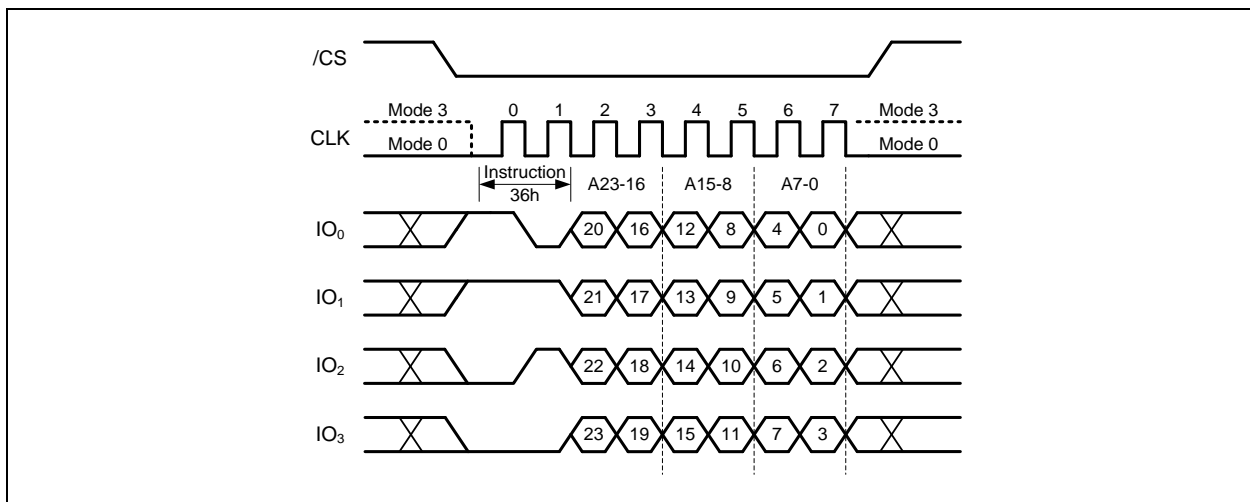 /CS
Mode 3 0 1 2 3 4 5 6 7 Mode 3
CLK
Mode 0 Mode 0
Instruction A23-16 A15-8 A7-0
36h
IO₀ 20 16 12 8 4 0
IO₁ 21 17 13 9 5 1
IO₂ 22 18 14 10 6 2
IO₃ 23 19 15 11 7 3